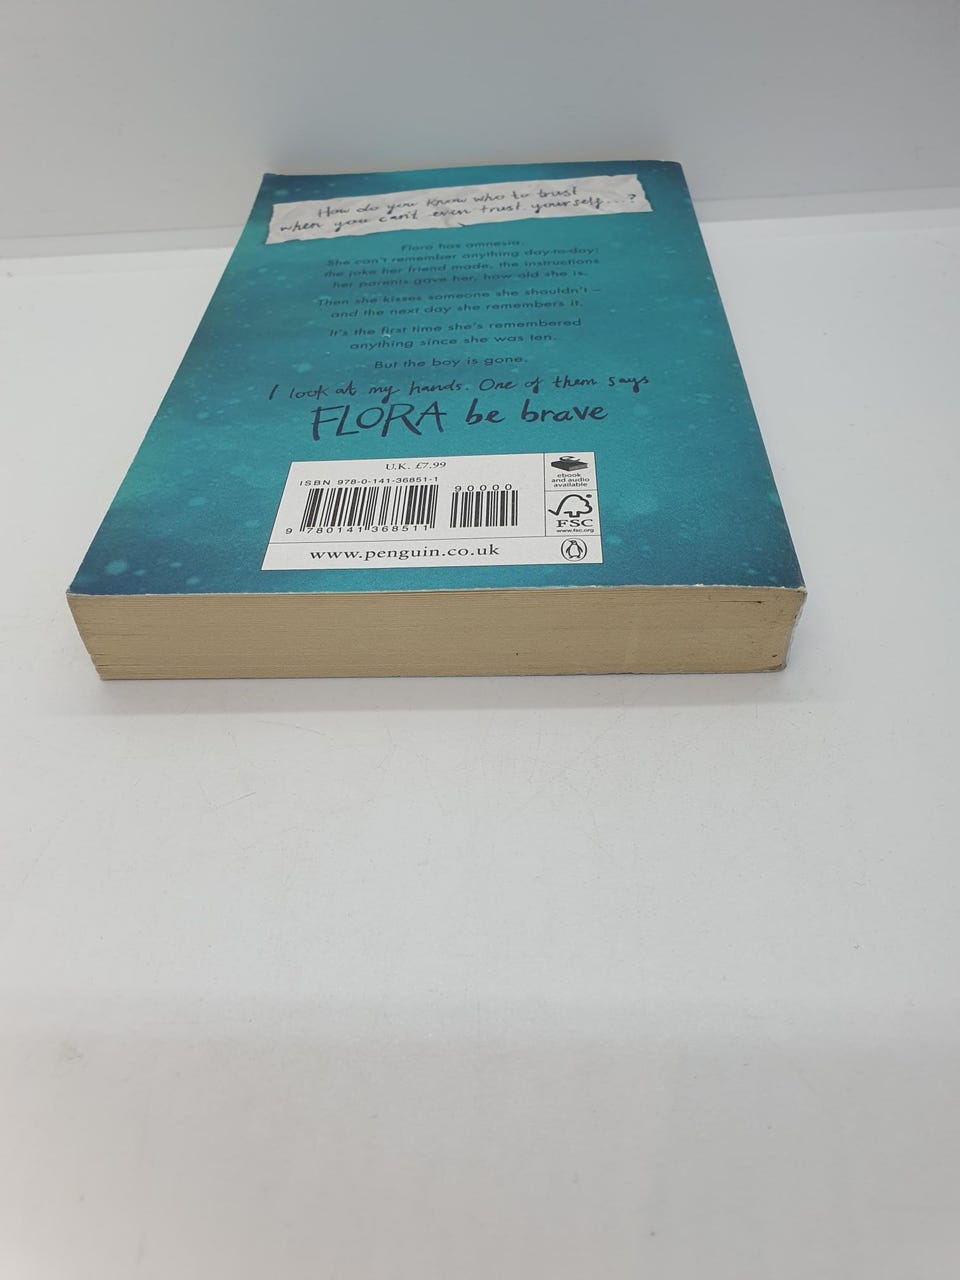 How do you know who to trust
when you can't even trust yourself...?
Flora has amnesia.
She can't remember anything day-to-day:
the joke her friend made, the instructions
her parents gave her, how old she is.
Then she kisses someone she shouldn't –
and the next day she remembers it.
It's the first time she's remembered
anything since she was ten.
But the boy is gone.
I look at my hands. One of them says
FLORA be brave
U.K. £7.99
ISBN 978-0-141-36851-1
90000
9 780141 368511
www.penguin.co.uk
ebook
and audio
available
FSC
www.fsc.org